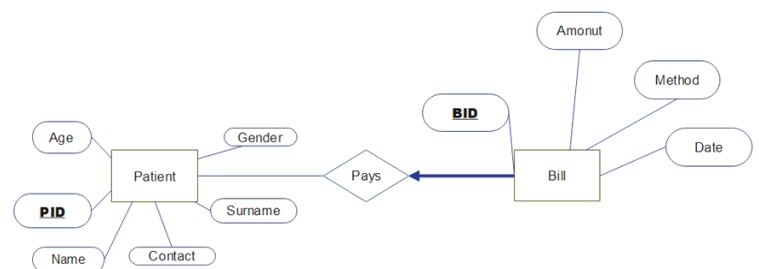 Amonut
Method
BID
Age
Gender
Date
Patient
Pays
Bill
PID
Surname
Name
Contact